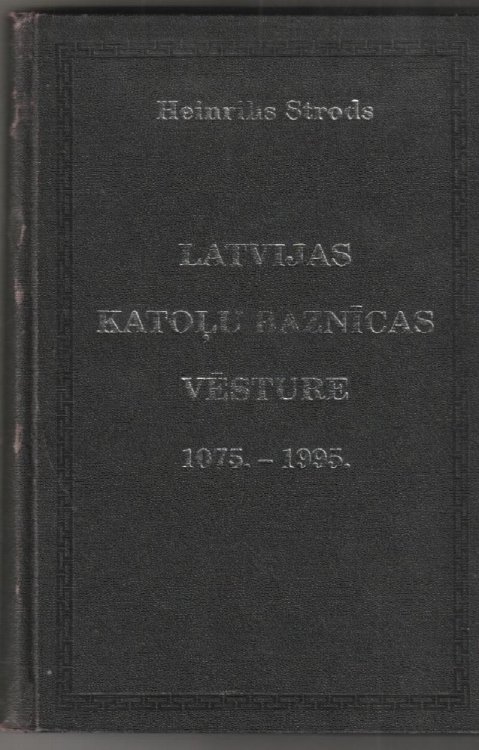 Heinrihs Strods
LATVIJAS
KATOĻU BAZNĪCAS
VĒSTURE
1075. – 1995.